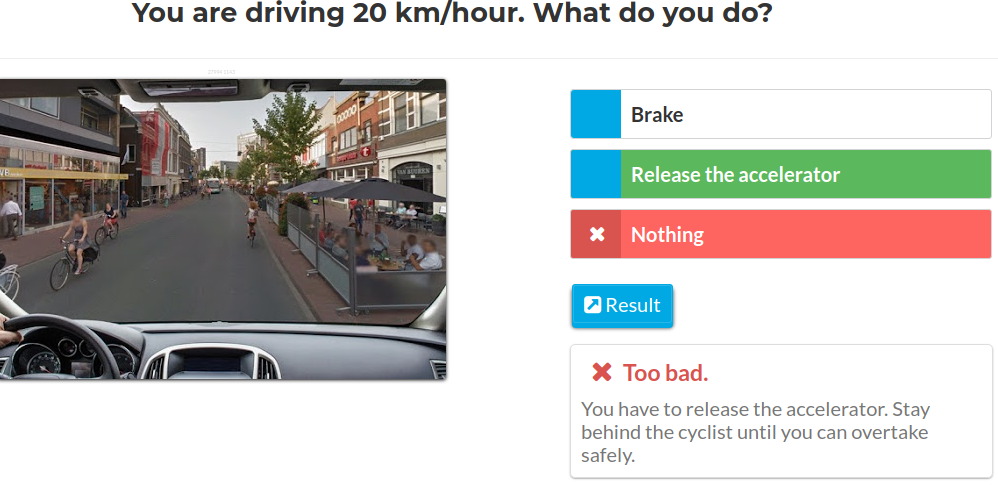 You are driving 20 km/hour. What do you do?
Brake
Release the accelerator
Nothing
Result
Too bad.
You have to release the accelerator. Stay
behind the cyclist until you can overtake
safely.